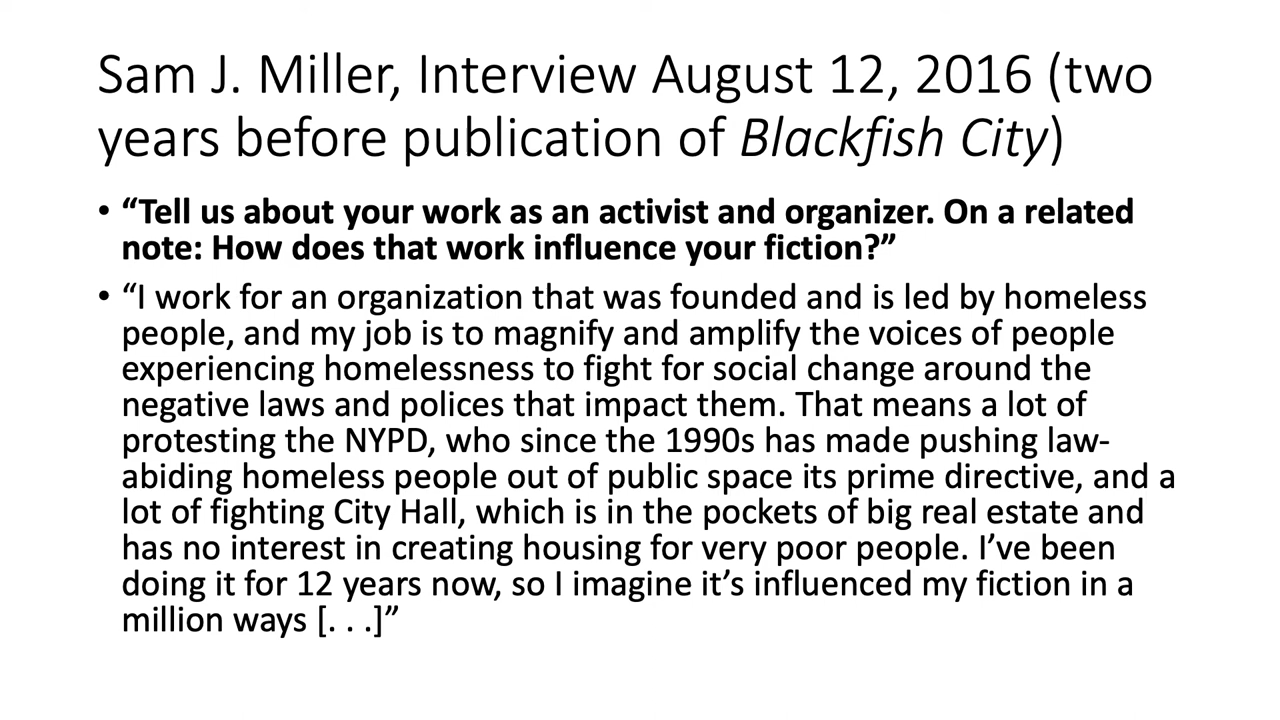 Sam J. Miller, Interview August 12, 2016 (two
years before publication of Blackfish City)
• “Tell us about your work as an activist and organizer. On a related
note: How does that work influence your fiction?”
• “I work for an organization that was founded and is led by homeless
people, and my job is to magnify and amplify the voices of people
experiencing homelessness to fight for social change around the
negative laws and polices that impact them. That means a lot of
protesting the NYPD, who since the 1990s has made pushing law-
abiding homeless people out of public space its prime directive, and a
lot of fighting City Hall, which is in the pockets of big real estate and
has no interest in creating housing for very poor people. I’ve been
doing it for 12 years now, so I imagine it’s influenced my fiction in a
million ways [. . .]”